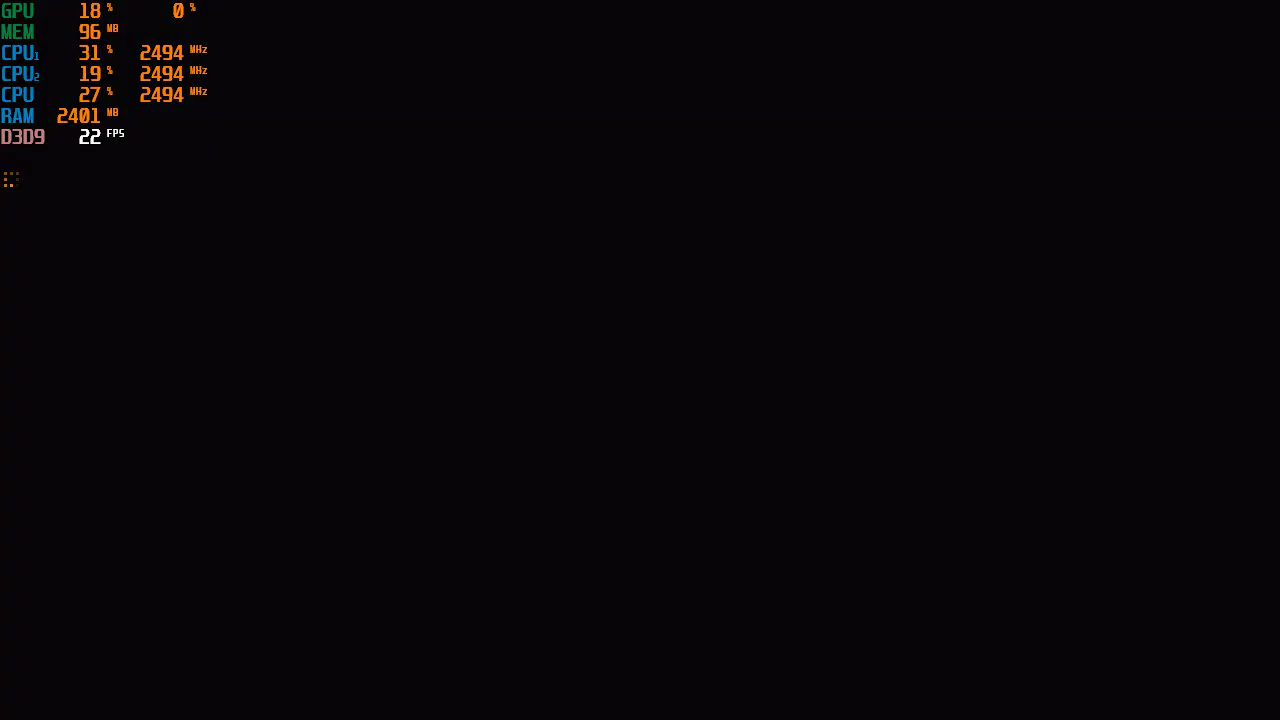 GPU 18 % 0 %
MEM 96 MB
CPU1 31 % 2494 MHz
CPU2 19 % 2494 MHz
CPU 27 % 2494 MHz
RAM 2401 MB
D3D9 22 FPS